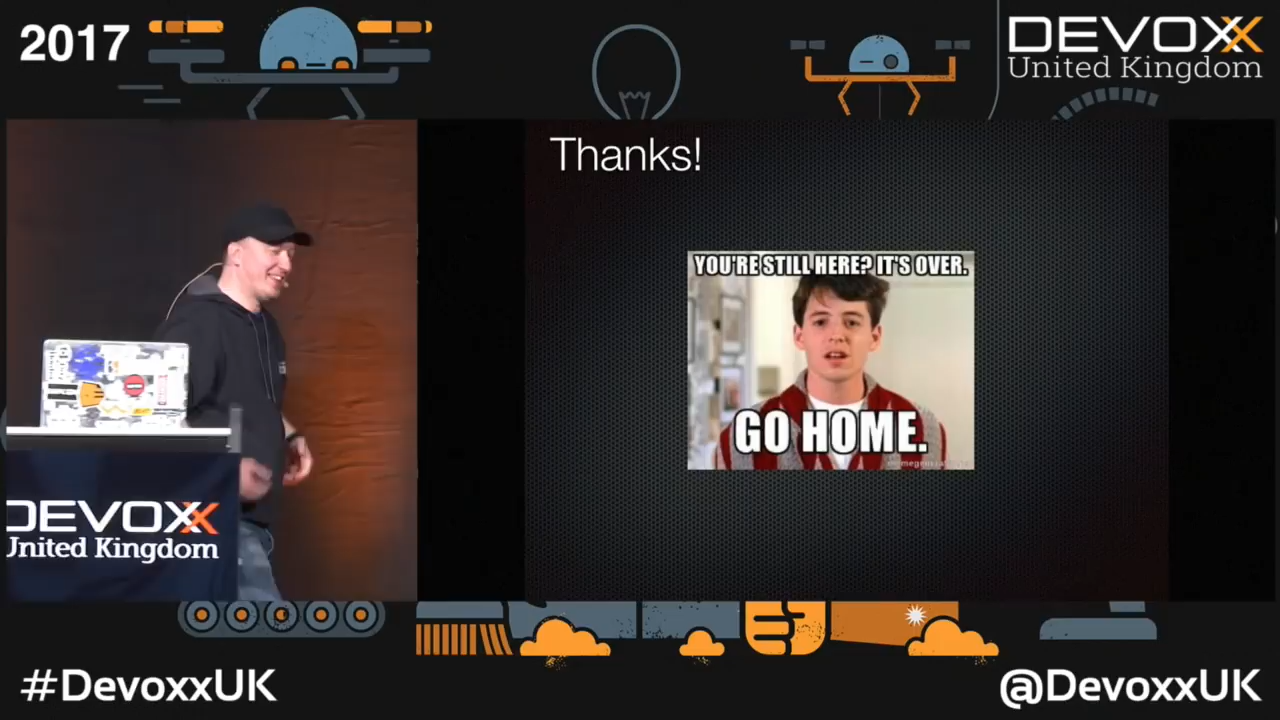 2017
DEVOXX
United Kingdom
Thanks!
YOU'RE STILL HERE? IT'S OVER.
GO HOME.
DEVOXX
United Kingdom
#DevoxxUK
@DevoxxUK